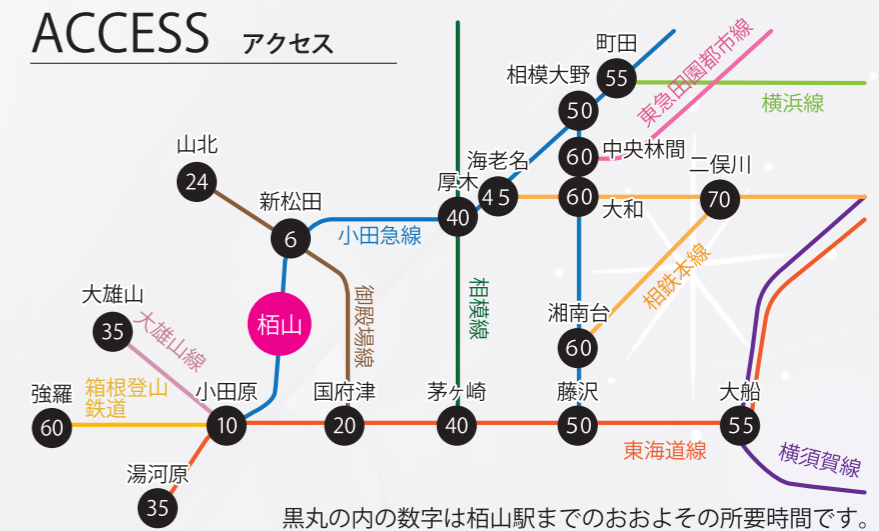 ACCESS アクセス
町田
55
相模大野
50
東急田園都市線
横浜線
山北
24
中央林間
60
海老名
45
二俣川
70
厚木
40
新松田
6
小田急線
60
大和
相鉄本線
大雄山
35
大雄山線
栢山
御殿場線
相模線
湘南台
60
強羅
60
箱根登山
鉄道
小田原
10
国府津
20
茅ヶ崎
40
藤沢
50
大船
55
東海道線
横須賀線
湯河原
35
黒丸の内の数字は栢山駅までのおおよその所要時間です。